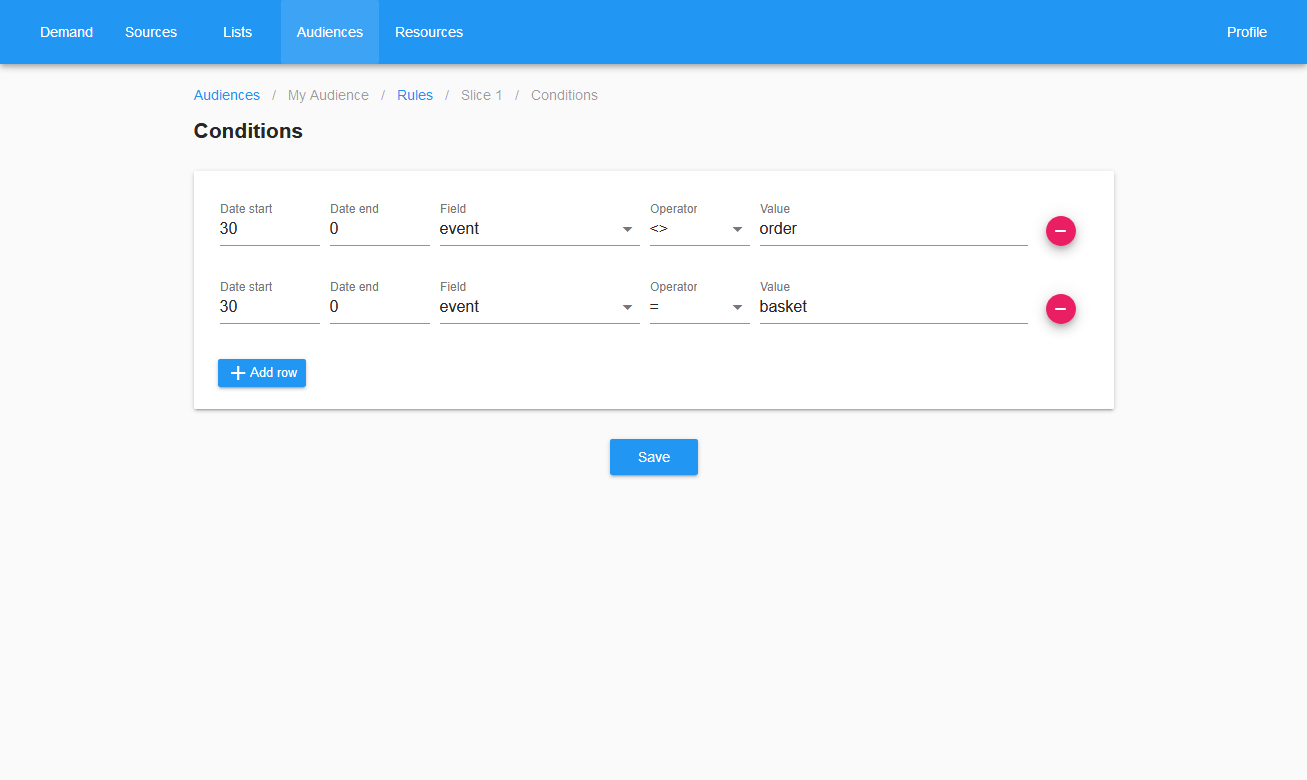 Demand Sources Lists Audiences Resources Profile
Audiences / My Audience / Rules / Slice 1 / Conditions
Conditions
Date start Date end Field Operator Value
30 0 event <> order
Date start Date end Field Operator Value
30 0 event = basket
Add row
Save